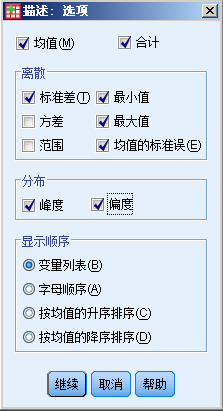 描述: 选项
均值(M) 合计
离散
标准差(T) 最小值
方差 最大值
范围 均值的标准误(E)
分布
峰度 偏度
显示顺序
变量列表(B)
字母顺序(A)
按均值的升序排序(C)
按均值的降序排序(D)
继续 取消 帮助